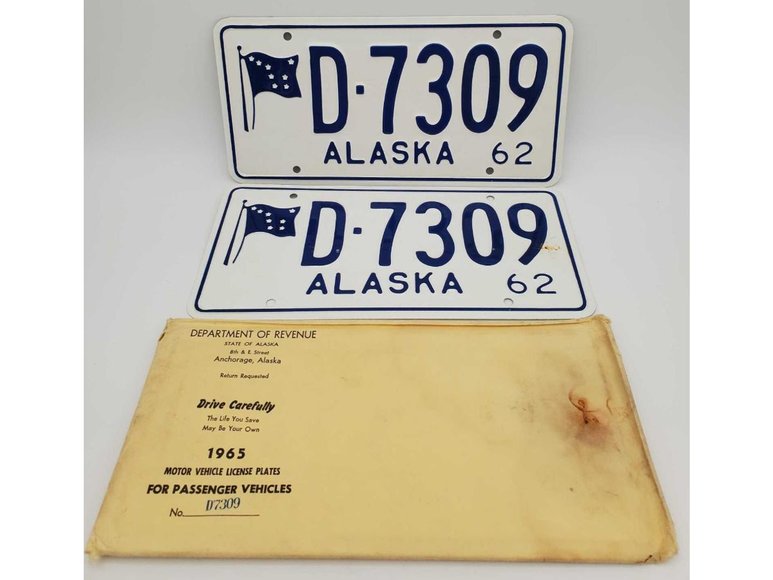 D·7309
ALASKA 62
D·7309
ALASKA 62
DEPARTMENT OF REVENUE
STATE OF ALASKA
8th & E. Street
Anchorage, Alaska
Return Requested
Drive Carefully
The Life You Save
May Be Your Own
1965
MOTOR VEHICLE LICENSE PLATES
FOR PASSENGER VEHICLES
No. D7309